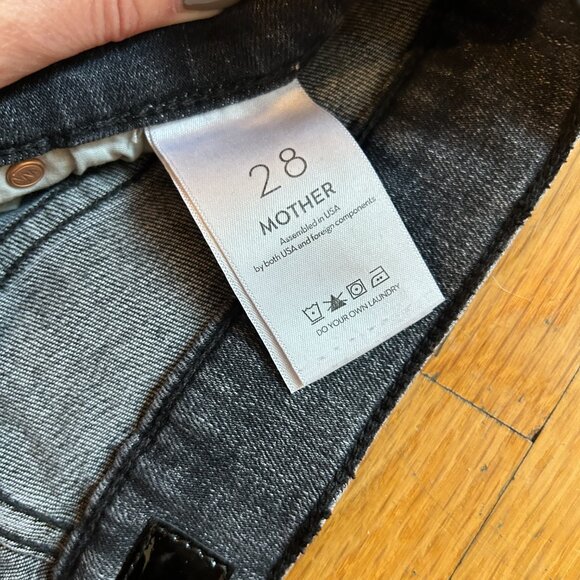 28
MOTHER
Assembled in USA
by both USA and foreign components
DO YOUR OWN LAUNDRY